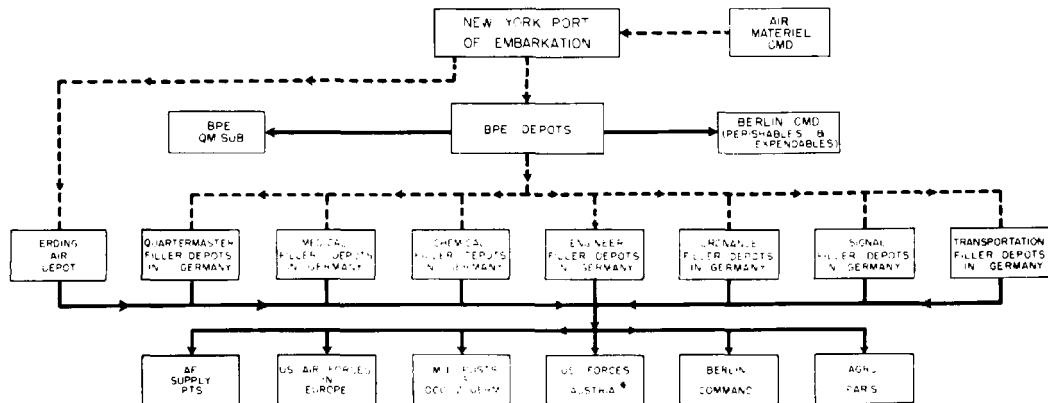 NEW YORK PORT
OF EMBARKATION
AIR
MATERIEL
CMD
BPE
QM SUB
BPE DEPOTS
BERLIN CMD
(PERISHABLES &
EXPENDABLES)
ERDING
AIR
DEPOT
QUARTERMASTER
FILLER DEPOTS
IN GERMANY
MEDICAL
FILLER DEPOTS
IN GERMANY
CHEMICAL
FILLER DEPOTS
IN GERMANY
ENGINEER
FILLER DEPOTS
IN GERMANY
ORDNANCE
FILLER DEPOTS
IN GERMANY
SIGNAL
FILLER DEPOTS
IN GERMANY
TRANSPORTATION
FILLER DEPOTS
IN GERMANY
AF
SUPPLY
PTS
US AIR FORCES
IN
EUROPE
US FORCES
AUSTRIA *
BERLIN
COMMAND
PARIS